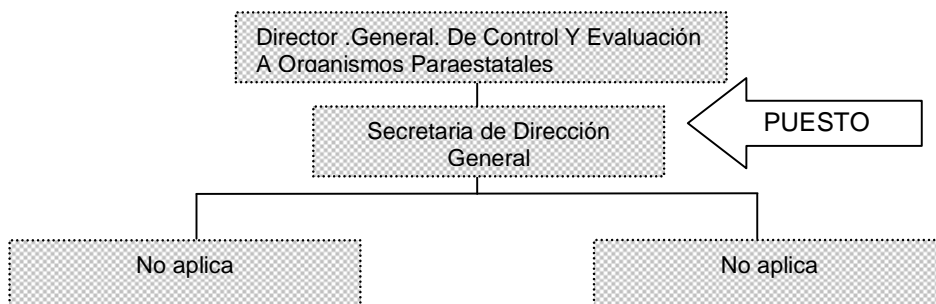 Director .General. De Control Y Evaluación
A Organismos Paraestatales
Secretaria de Dirección
General
PUESTO
No aplica
No aplica